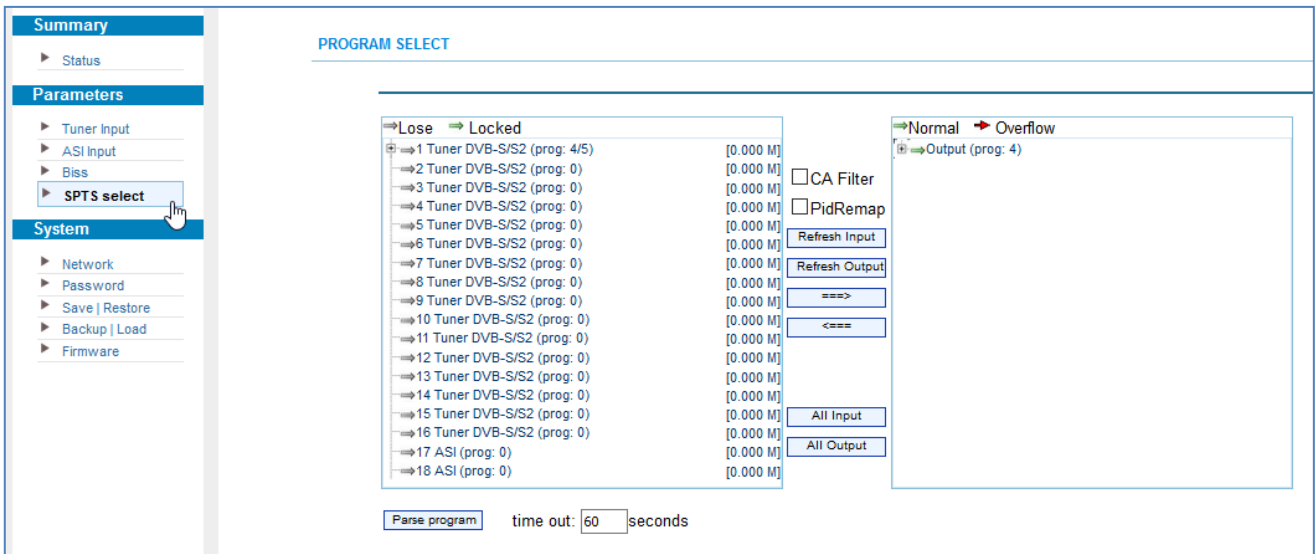 Summary
Status
Parameters
Tuner Input
ASI Input
Biss
SPTS select
System
Network
Password
Save | Restore
Backup | Load
Firmware
PROGRAM SELECT
Lose Locked
1 Tuner DVB-S/S2 (prog: 4/5) [0.000 M]
2 Tuner DVB-S/S2 (prog: 0) [0.000 M]
3 Tuner DVB-S/S2 (prog: 0) [0.000 M]
4 Tuner DVB-S/S2 (prog: 0) [0.000 M]
5 Tuner DVB-S/S2 (prog: 0) [0.000 M]
6 Tuner DVB-S/S2 (prog: 0) [0.000 M]
7 Tuner DVB-S/S2 (prog: 0) [0.000 M]
8 Tuner DVB-S/S2 (prog: 0) [0.000 M]
9 Tuner DVB-S/S2 (prog: 0) [0.000 M]
10 Tuner DVB-S/S2 (prog: 0) [0.000 M]
11 Tuner DVB-S/S2 (prog: 0) [0.000 M]
12 Tuner DVB-S/S2 (prog: 0) [0.000 M]
13 Tuner DVB-S/S2 (prog: 0) [0.000 M]
14 Tuner DVB-S/S2 (prog: 0) [0.000 M]
15 Tuner DVB-S/S2 (prog: 0) [0.000 M]
16 Tuner DVB-S/S2 (prog: 0) [0.000 M]
17 ASI (prog: 0) [0.000 M]
18 ASI (prog: 0) [0.000 M]
CA Filter
PidRemap
Refresh Input
Refresh Output
===>
<===
All Input
All Output
Normal Overflow
Output (prog: 4)
Parse program time out: 60 seconds